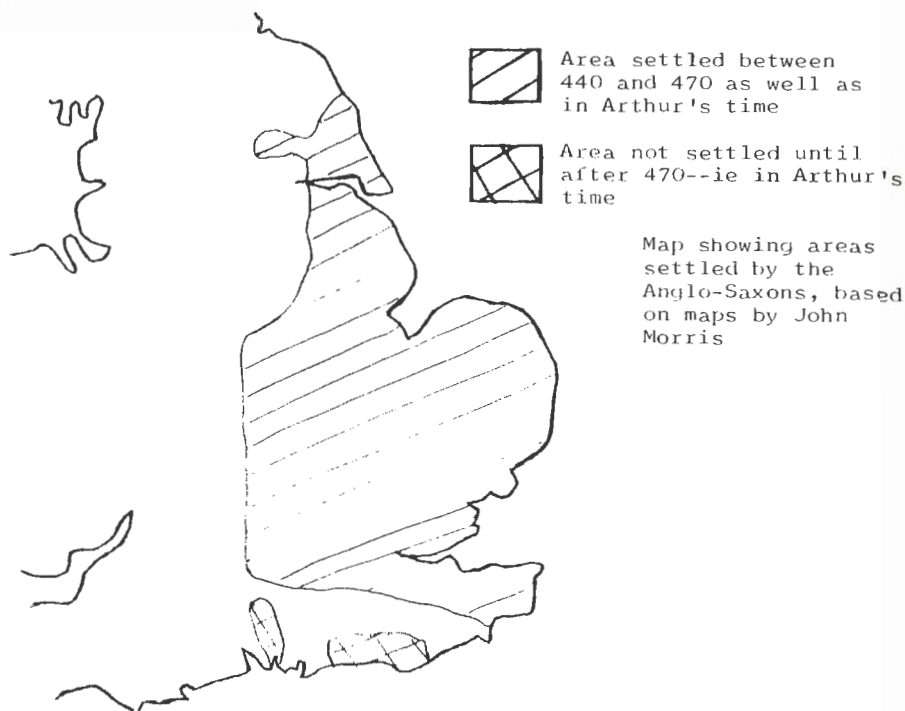 Area settled between
440 and 470 as well as
in Arthur's time
Area not settled until
after 470--ie in Arthur's
time
Map showing areas
settled by the
Anglo-Saxons, based
on maps by John
Morris